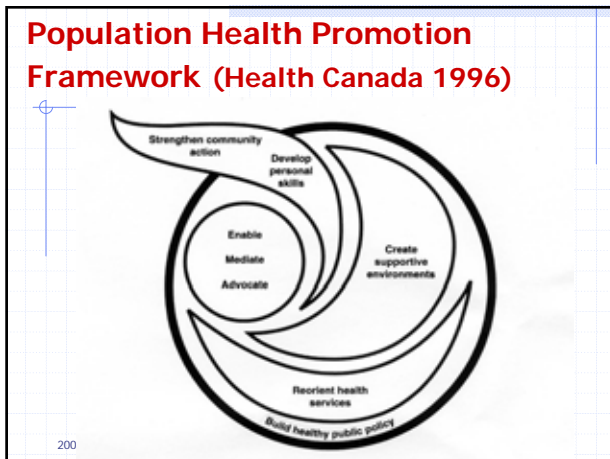 Population Health Promotion
Framework (Health Canada 1996)
Strengthen community
action
Develop
personal
skills
Enable
Mediate
Advocate
Create
supportive
environments
Reorient health
services
Build healthy public policy
200